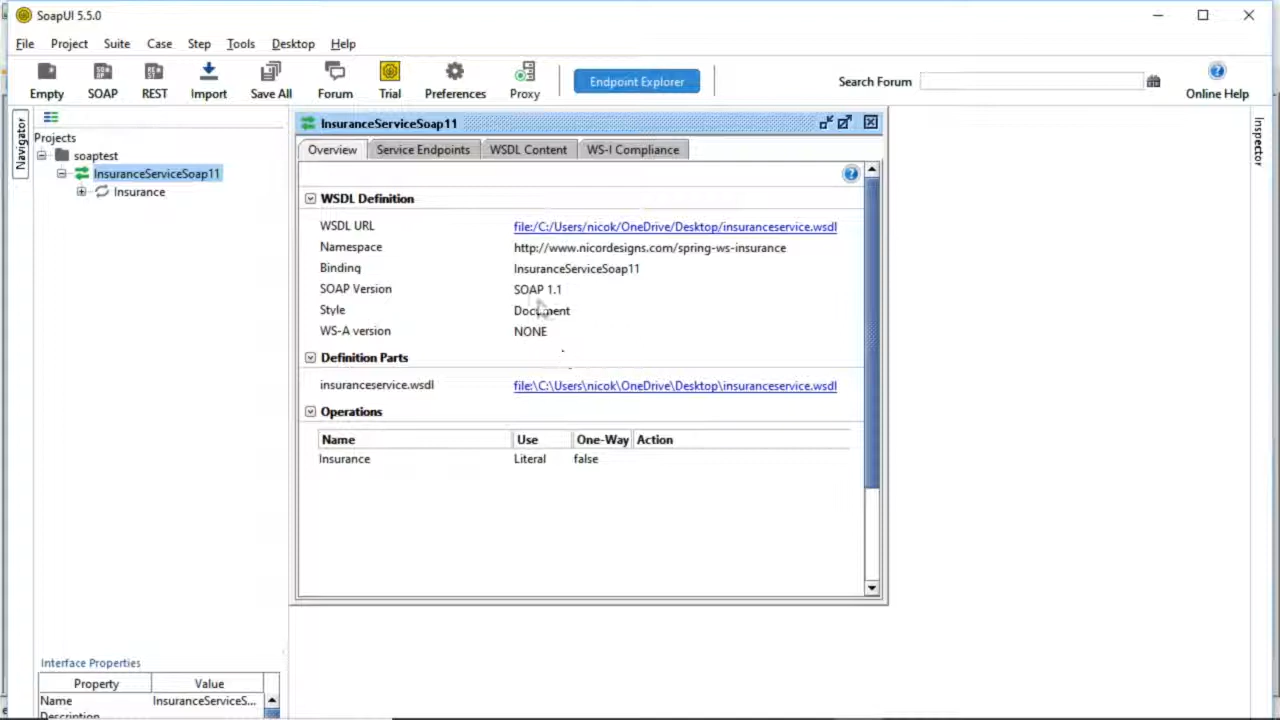 SoapUI 5.5.0
File Project Suite Case Step Tools Desktop Help
Empty SOAP REST Import Save All Forum Trial Preferences Proxy Endpoint Explorer Search Forum Online Help
Navigator
Projects
soaptest
InsuranceServiceSoap11
Insurance
InsuranceServiceSoap11
Overview Service Endpoints WSDL Content WS-I Compliance
WSDL Definition
WSDL URL file:/C:/Users/nicok/OneDrive/Desktop/insuranceservice.wsdl
Namespace http://www.nicordesigns.com/spring-ws-insurance
Binding InsuranceServiceSoap11
SOAP Version SOAP 1.1
Style Document
WS-A version NONE
Definition Parts
insuranceservice.wsdl file:\C:\Users\nicok\OneDrive\Desktop\insuranceservice.wsdl
Operations
Name Use One-Way Action
Insurance Literal false
Inspector
Interface Properties
Property Value
Name InsuranceServiceS...
Description